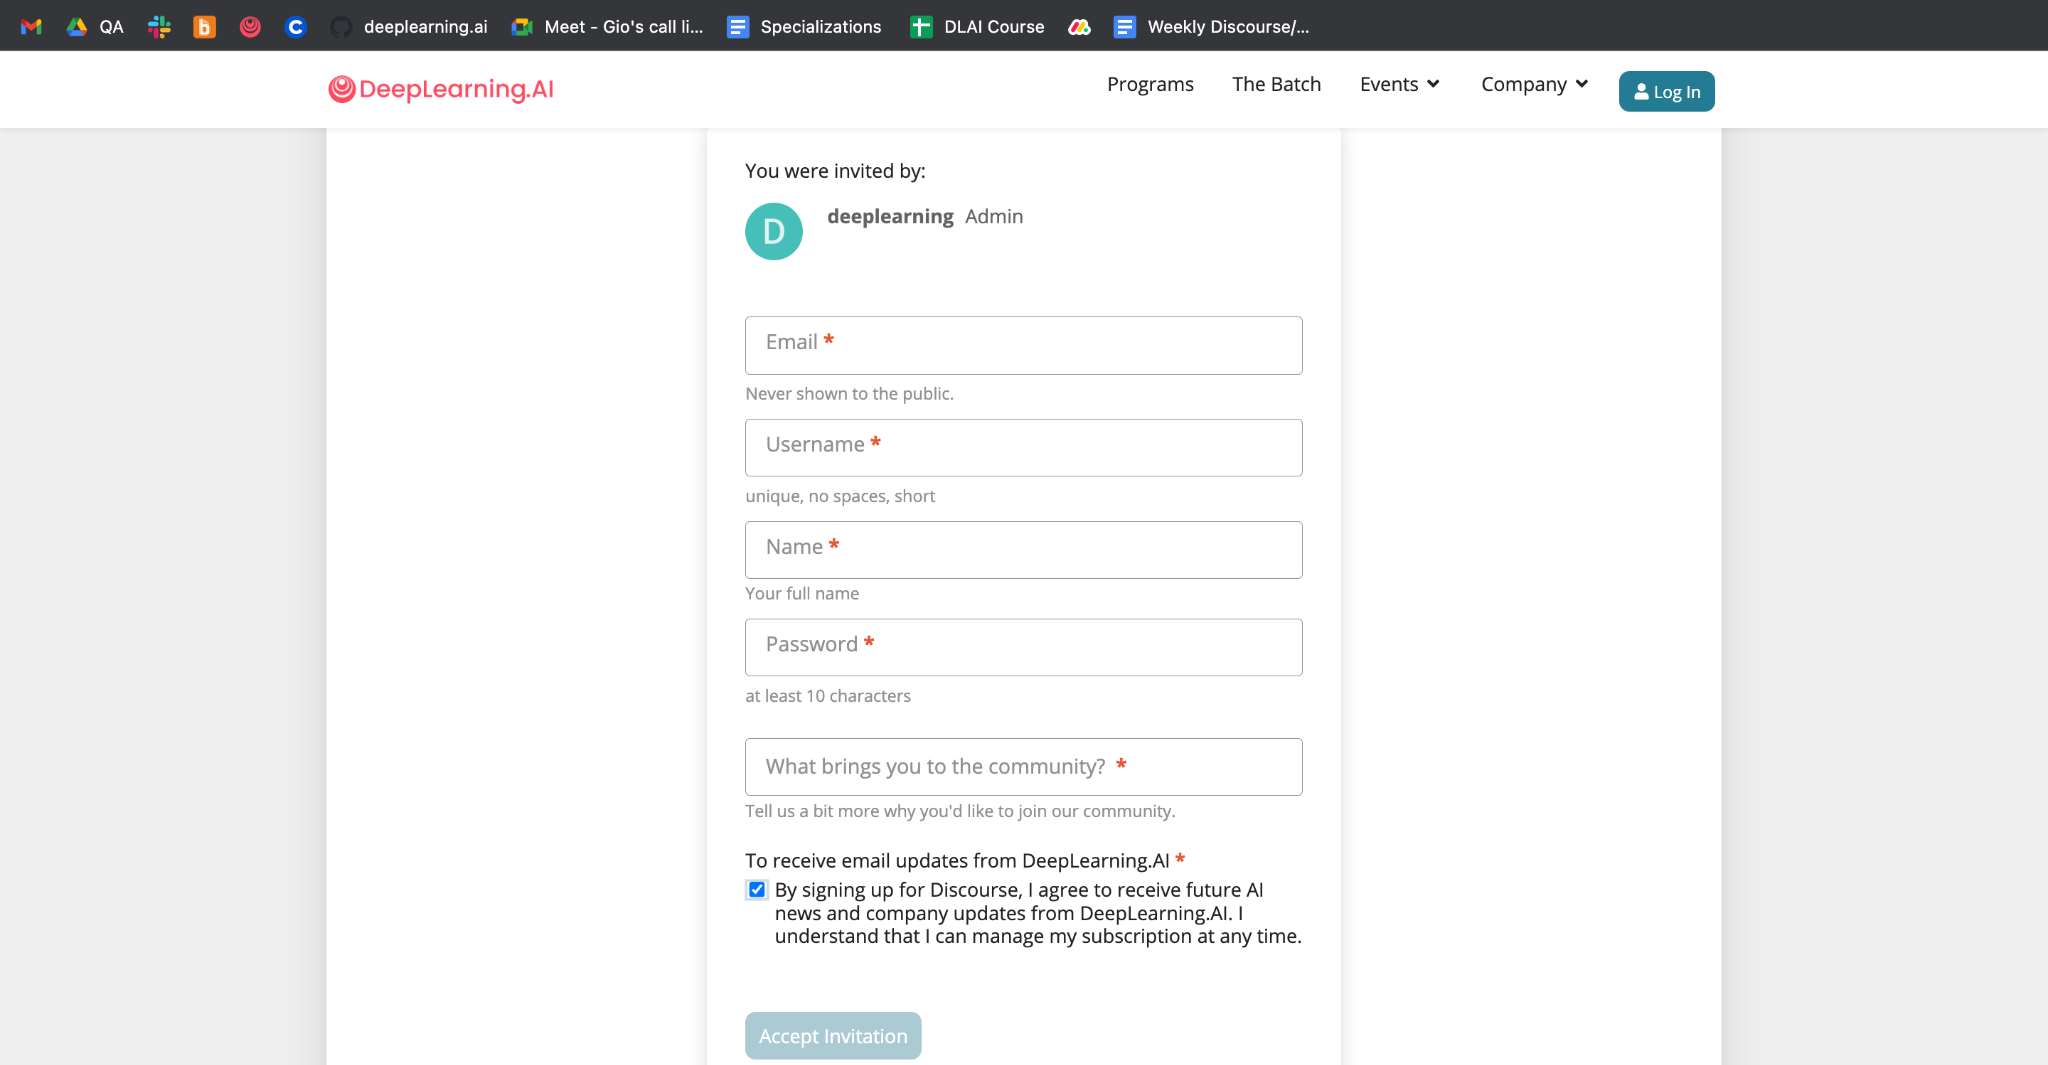 QA
deeplearning.ai
Meet - Gio's call li...
Specializations
DLAI Course
Weekly Discourse/...
DeepLearning.AI
Programs
The Batch
Events
Company
Log In
You were invited by:
D
deeplearning Admin
Email *
Never shown to the public.
Username *
unique, no spaces, short
Name *
Your full name
Password *
at least 10 characters
What brings you to the community? *
Tell us a bit more why you'd like to join our community.
To receive email updates from DeepLearning.AI *
By signing up for Discourse, I agree to receive future AI
news and company updates from DeepLearning.AI. I
understand that I can manage my subscription at any time.
Accept Invitation